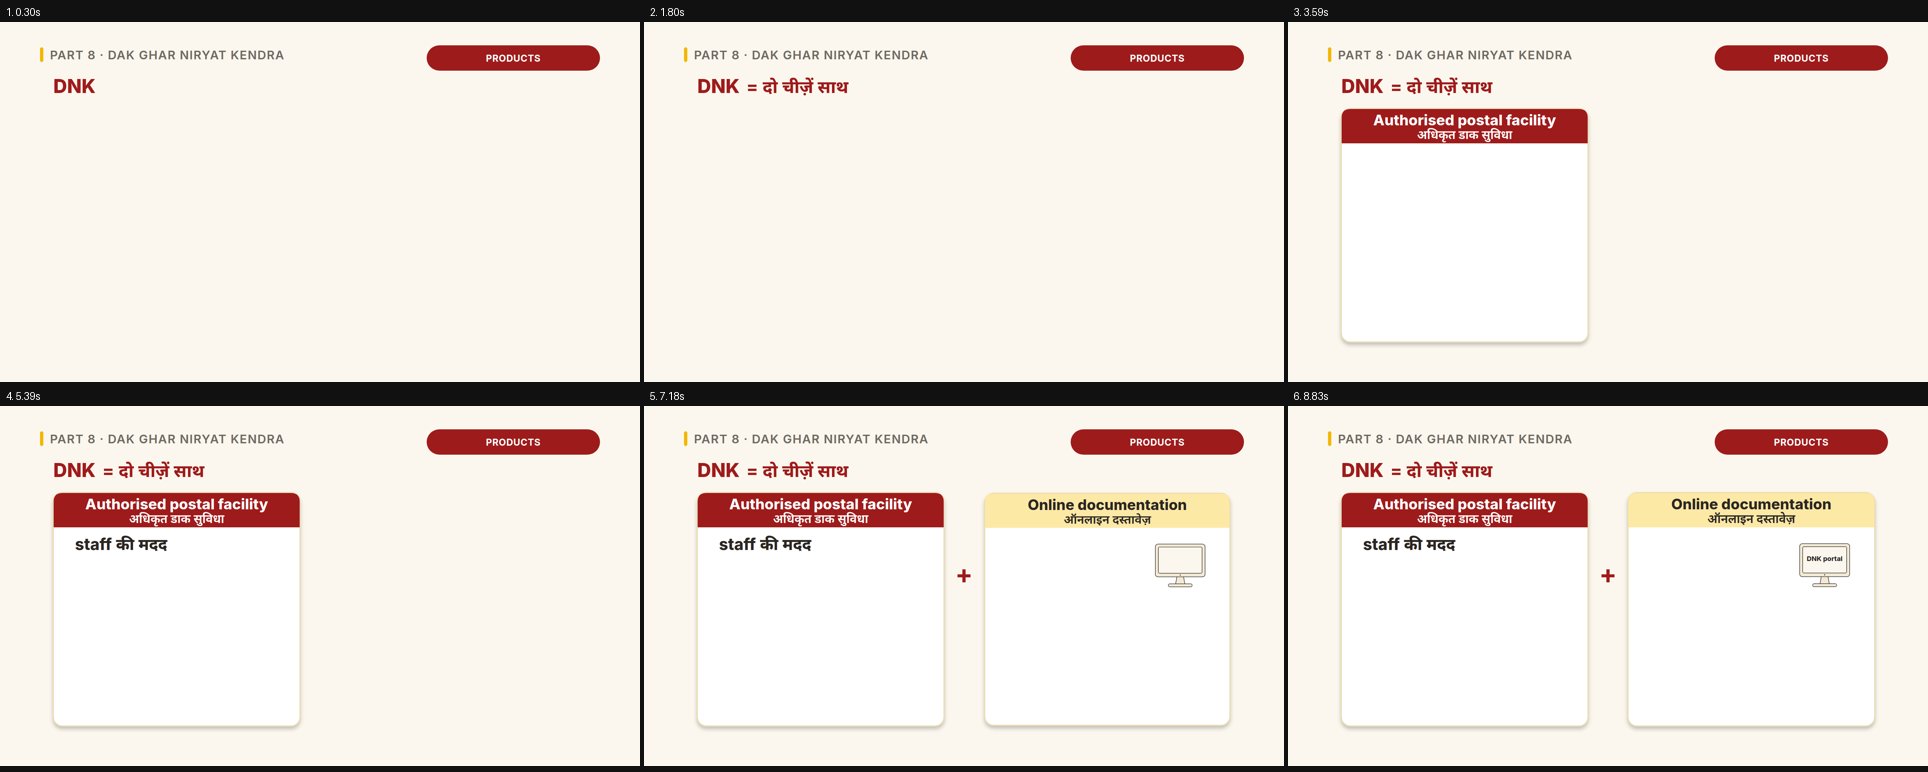 1. 0.30s
PART 8 · DAK GHAR NIRYAT KENDRA
PRODUCTS
DNK
2. 1.80s
PART 8 · DAK GHAR NIRYAT KENDRA
PRODUCTS
DNK = दो चीज़ें साथ
3. 3.59s
PART 8 · DAK GHAR NIRYAT KENDRA
PRODUCTS
DNK = दो चीज़ें साथ
Authorised postal facility
अधिकृत डाक सुविधा
4. 5.39s
PART 8 · DAK GHAR NIRYAT KENDRA
PRODUCTS
DNK = दो चीज़ें साथ
Authorised postal facility
अधिकृत डाक सुविधा
staff की मदद
5. 7.18s
PART 8 · DAK GHAR NIRYAT KENDRA
PRODUCTS
DNK = दो चीज़ें साथ
Authorised postal facility
अधिकृत डाक सुविधा
staff की मदद
+
Online documentation
ऑनलाइन दस्तावेज़
6. 8.83s
PART 8 · DAK GHAR NIRYAT KENDRA
PRODUCTS
DNK = दो चीज़ें साथ
Authorised postal facility
अधिकृत डाक सुविधा
staff की मदद
+
Online documentation
ऑनलाइन दस्तावेज़
DNK portal